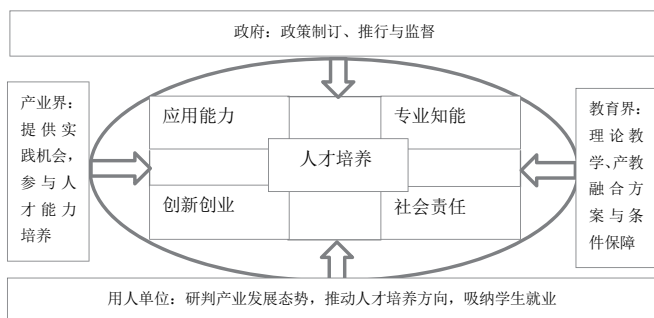 政府：政策制订、推行与监督
产业界：
提供实
践机会，
参与人
才能力
培养
应用能力
专业知能
人才培养
创新创业
社会责任
教育界：
理论教
学、产教
融合方
案与条
件保障
用人单位：研判产业发展态势，推动人才培养方向，吸纳学生就业